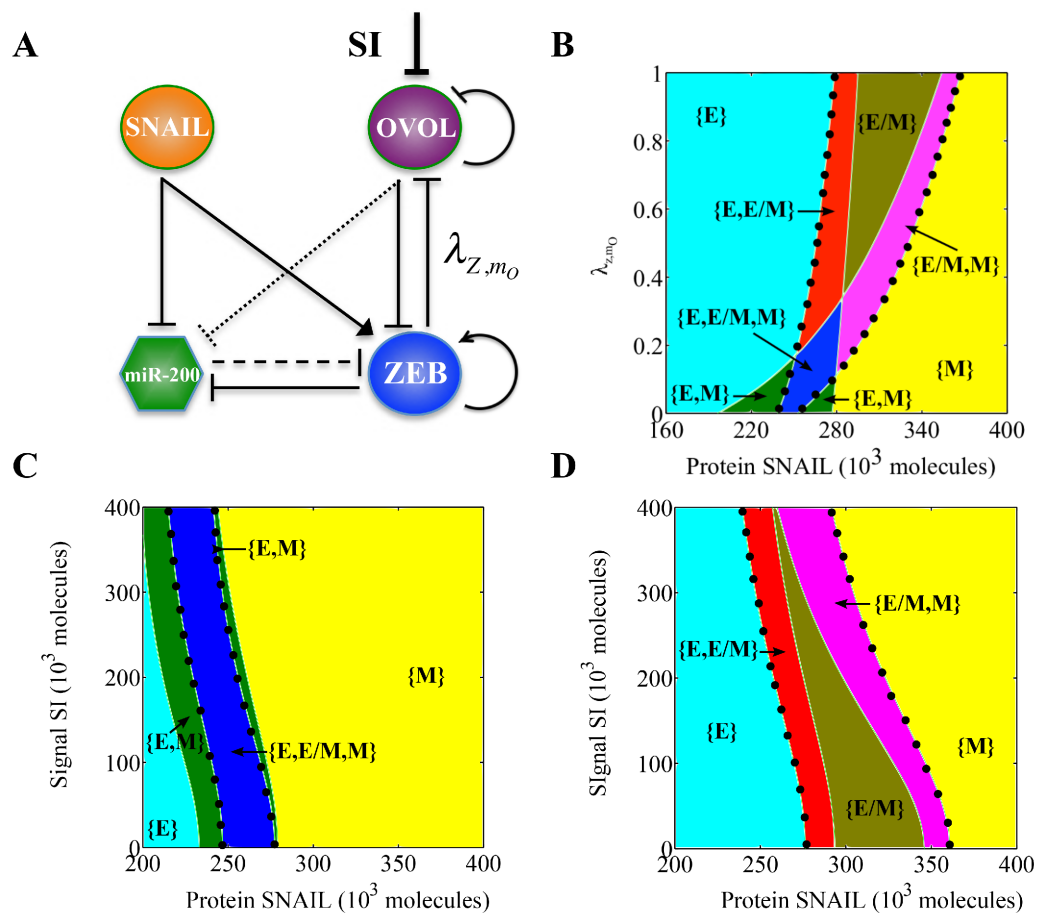 A
SI
SNAIL
OVOL
λZ,mO
miR-200
ZEB
B
1
0.8
0.6
0.4
0.2
0
λz,mO
{E}
{E/M}
{E,E/M}
{E/M,M}
{E,E/M,M}
{M}
{E,M}
{E,M}
160 220 280 340 400
Protein SNAIL (10³ molecules)
C
400
300
200
100
0
Signal SI (10³ molecules)
{E,M}
{M}
{E,M}
{E,E/M,M}
{E}
200 250 300 350 400
Protein SNAIL (10³ molecules)
D
400
300
200
100
0
SIgnal SI (10³ molecules)
{E/M,M}
{E,E/M}
{E}
{M}
{E/M}
200 250 300 350 400
Protein SNAIL (10³ molecules)